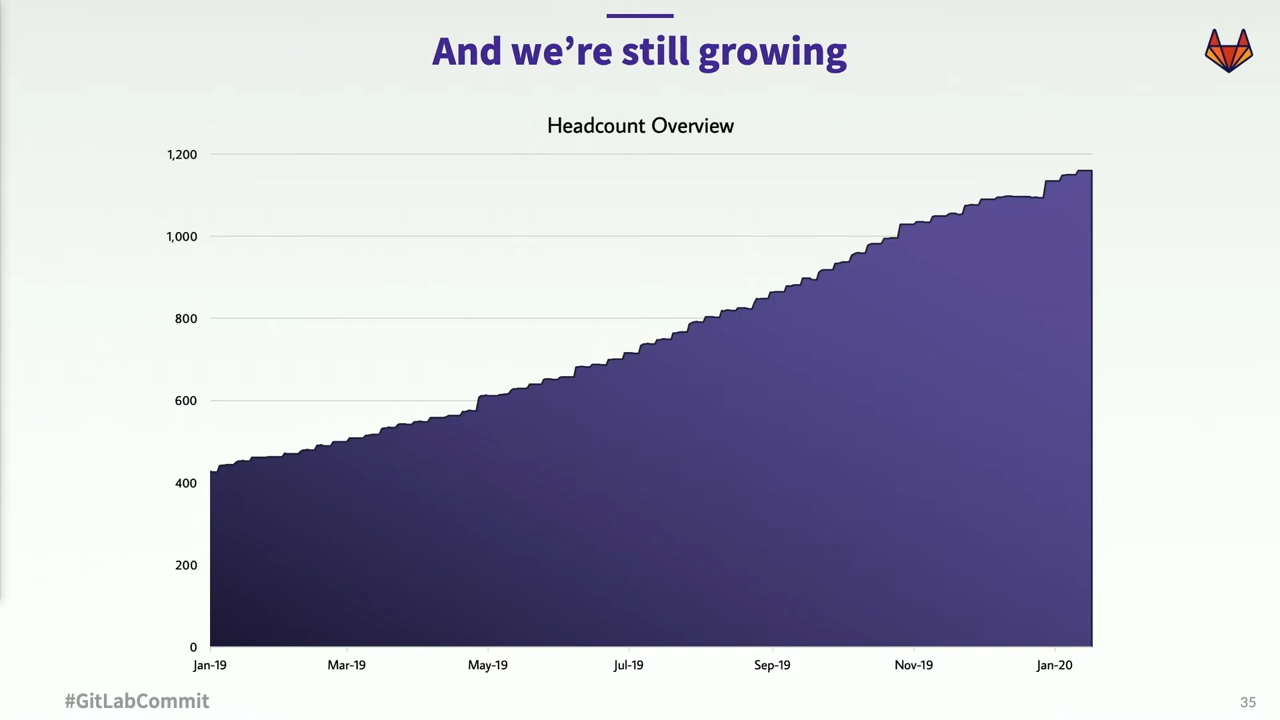 And we’re still growing
Headcount Overview
1,200
1,000
800
600
400
200
0
Jan-19 Mar-19 May-19 Jul-19 Sep-19 Nov-19 Jan-20
#GitLabCommit
35